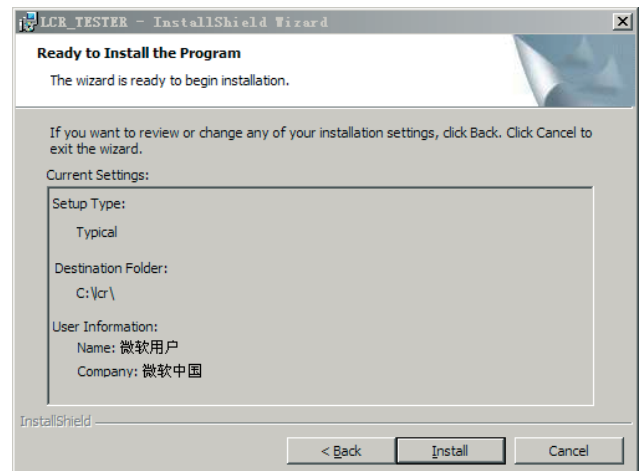 LCR_TESTER - InstallShield Wizard
Ready to Install the Program
The wizard is ready to begin installation.
If you want to review or change any of your installation settings, click Back. Click Cancel to
exit the wizard.
Current Settings:
Setup Type:
Typical
Destination Folder:
C:\lcr\
User Information:
Name: 微软用户
Company: 微软中国
InstallShield
< Back
Install
Cancel